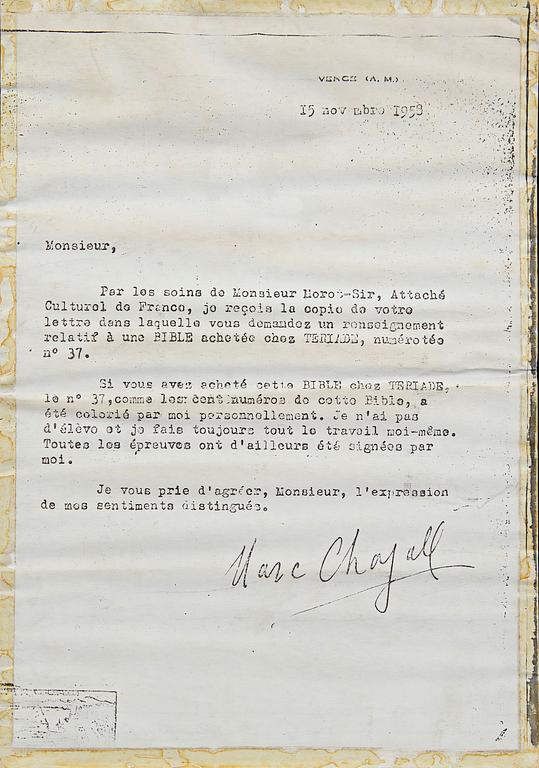 VENCE (A. M.)
15 novembre 1958
Monsieur,
Par les soins de Monsieur Morot-Sir, Attaché
Culturel de France, je reçois la copie de votre
lettre dans laquelle vous demandez un renseignement
relatif à une BIBLE achetée chez TERIADE, numérotée
n° 37.
Si vous avez acheté cette BIBLE chez TERIADE,
le n° 37,comme les cent numéros de cette Bible, a
été colorié par moi personnellement. Je n'ai pas
d'élève et je fais toujours tout le travail moi-même.
Toutes les épreuves ont d'ailleurs été signées par
moi.
Je vous prie d'agréer, Monsieur, l'expression
de mes sentiments distingués.
Marc Chagall